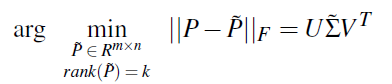 arg min ||P − P̃||_F = UΣ̃V^T
P̃ ∈ R^{m×n}
rank(P̃) = k